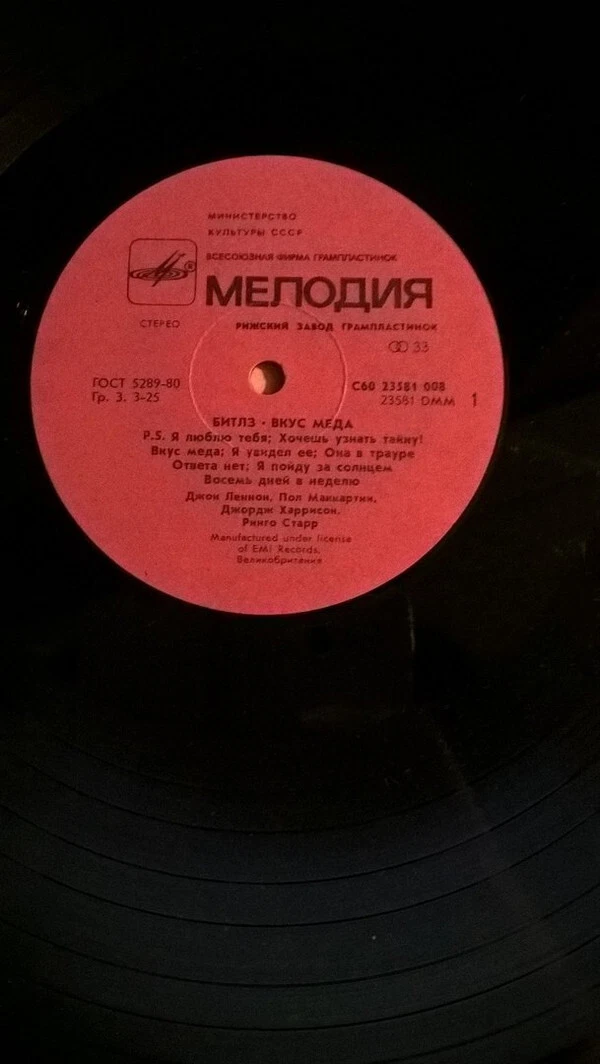 МИНИСТЕРСТВО
КУЛЬТУРЫ СССР
ВСЕСОЮЗНАЯ ФИРМА ГРАМПЛАСТИНОК
®
МЕЛОДИЯ
СТЕРЕО
РИЖСКИЙ ЗАВОД ГРАМПЛАСТИНОК
33
ГОСТ 5289-80
Гр. 3. 3-25
С60 23581 008
23581 DMM
1
БИТЛЗ · ВКУС МЕДА
P.S. Я люблю тебя; Хочешь узнать тайну!
Вкус меда; Я увидел ее; Она в трауре
Ответа нет; Я пойду за солнцем
Восемь дней в неделю
Джон Леннон, Пол Маккартни,
Джордж Харрисон,
Ринго Старр
Manufactured under license
of EMI Records,
Великобритания